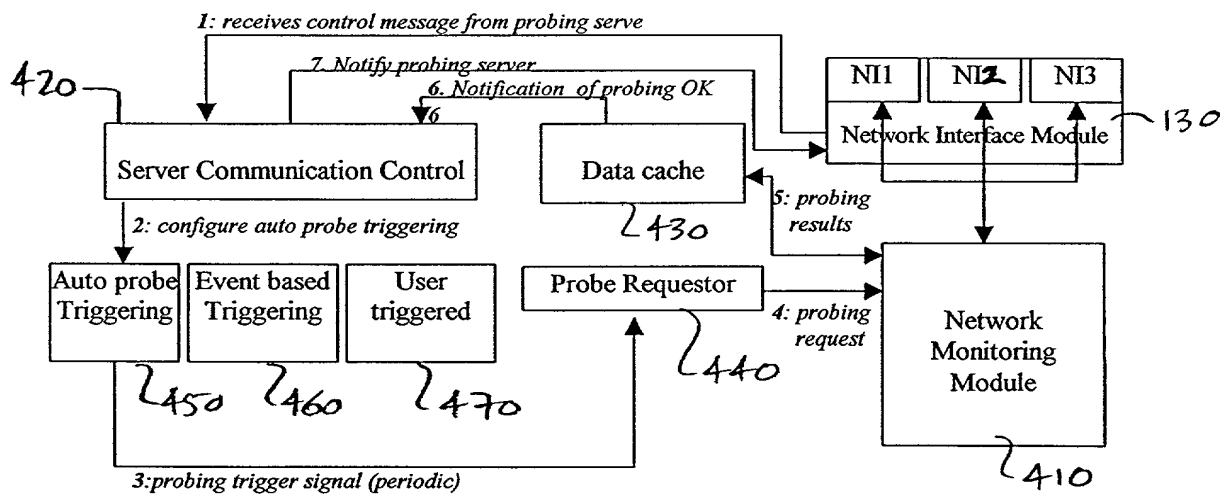 1: receives control message from probing serve
7. Notify probing server
6. Notification of probing OK
6
420
NI1
NI2
NI3
Network Interface Module
130
Server Communication Control
Data cache
430
5: probing
results
2: configure auto probe triggering
Auto probe
Triggering
Event based
Triggering
User
triggered
Probe Requestor
4: probing
request
Network
Monitoring
Module
440
450
460
470
410
3:probing trigger signal (periodic)